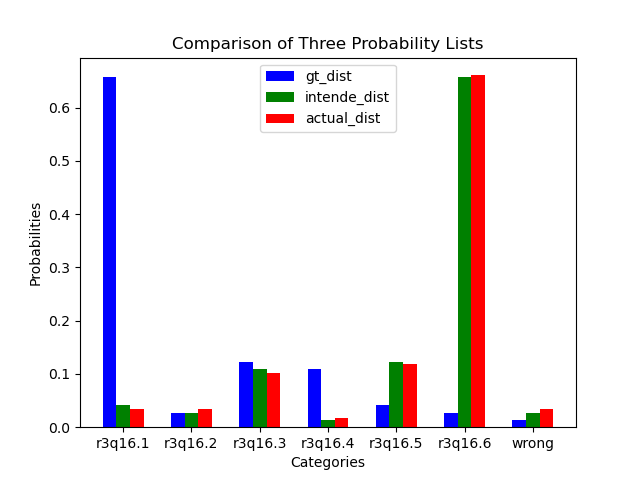 Comparison of Three Probability Lists
gt_dist
intende_dist
actual_dist
Probabilities
0.6
0.5
0.4
0.3
0.2
0.1
0.0
r3q16.1 r3q16.2 r3q16.3 r3q16.4 r3q16.5 r3q16.6 wrong
Categories